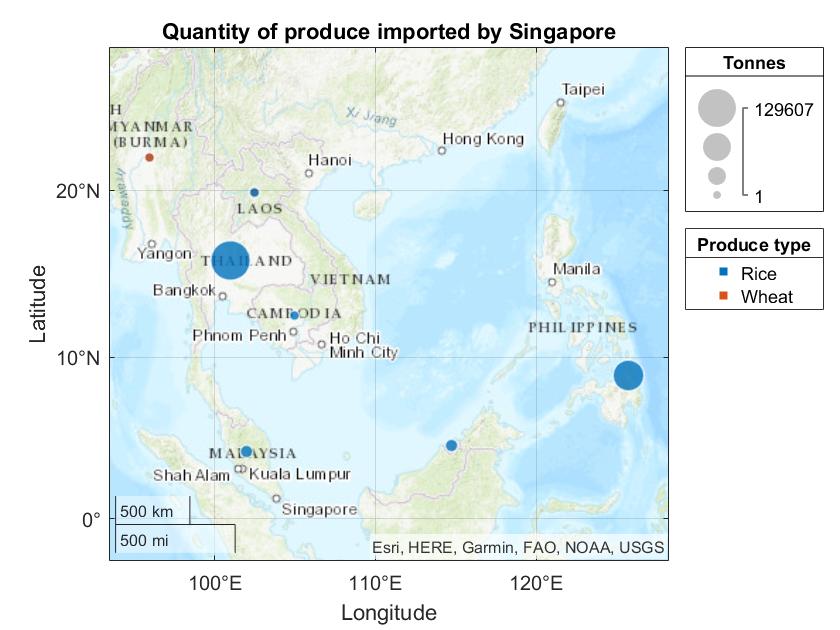 Quantity of produce imported by Singapore
Tonnes
129607
1
Produce type
Rice
Wheat
Latitude
20°N
10°N
0°
H
MYANMAR
(BURMA)
Irrawaddy
Xi Jiang
Taipei
Hong Kong
Hanoi
LAOS
Yangon
THAILAND
VIETNAM
Bangkok
Manila
CAMBODIA
PHILIPPINES
Phnom Penh
Ho Chi
Minh City
MALAYSIA
Shah Alam
Kuala Lumpur
Singapore
500 km
500 mi
Esri, HERE, Garmin, FAO, NOAA, USGS
100°E
110°E
120°E
Longitude